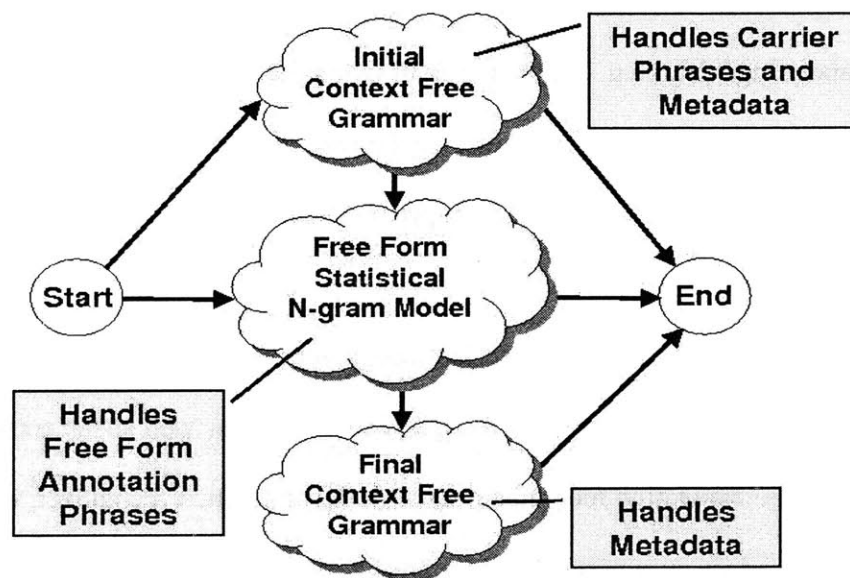 Initial
Context Free
Grammar
Handles Carrier
Phrases and
Metadata
Free Form
Statistical
N-gram Model
Start
End
Handles
Free Form
Annotation
Phrases
Final
Context Free
Grammar
Handles
Metadata